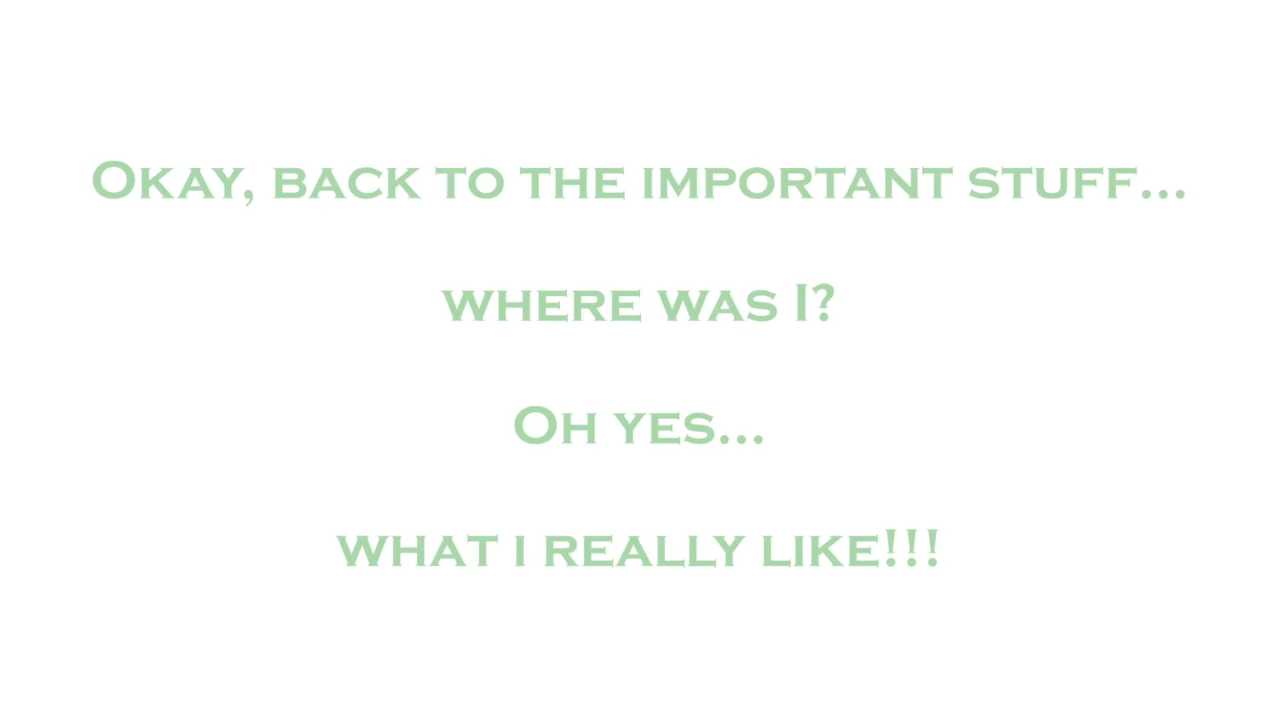 Okay, back to the important stuff...
where was I?
Oh yes...
what i really like!!!